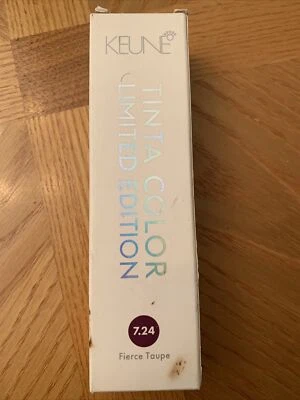 KEUNE
TINTA COLOR
LIMITED EDITION
7.24
Fierce Taupe